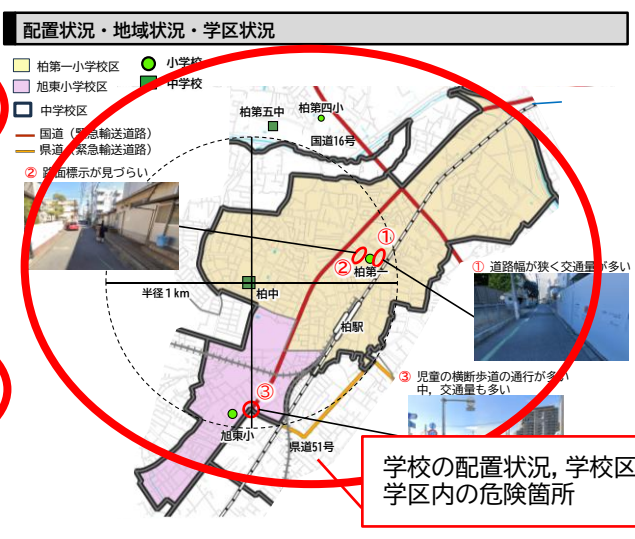 配置状況・地域状況・学区状況
柏第一小学校区
小学校
旭東小学校区
中学校
中学校区
国道（緊急輸送道路）
県道（緊急輸送道路）
② 路面標示が見づらい
柏第五中
柏第四小
国道16号
①
②
柏第一
① 道路幅が狭く交通量が多い
半径1km
柏中
柏駅
③
③ 児童の横断歩道の通行が多い
中，交通量も多い
旭東小
県道51号
学校の配置状況，学校区
学区内の危険箇所